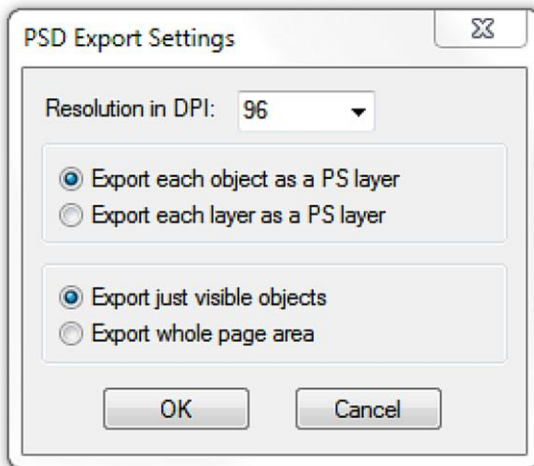 PSD Export Settings
Resolution in DPI: 96
Export each object as a PS layer
Export each layer as a PS layer
Export just visible objects
Export whole page area
OK Cancel